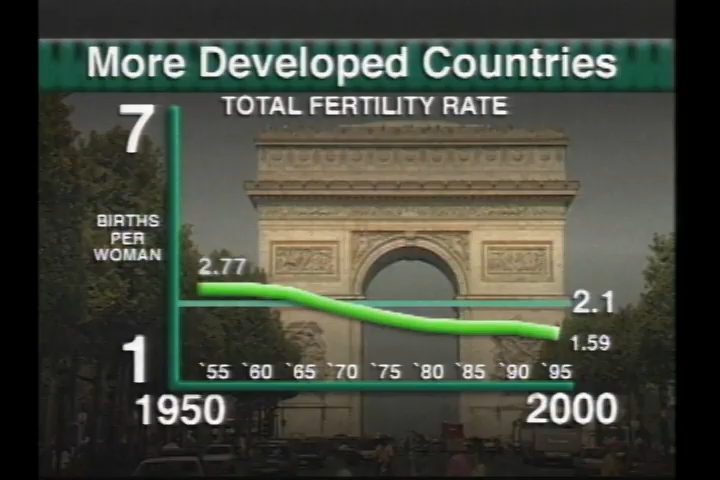 More Developed Countries
TOTAL FERTILITY RATE
7
BIRTHS
PER
WOMAN
2.77
2.1
1.59
1
`55 `60 `65 `70 `75 `80 `85 `90 `95
1950 2000